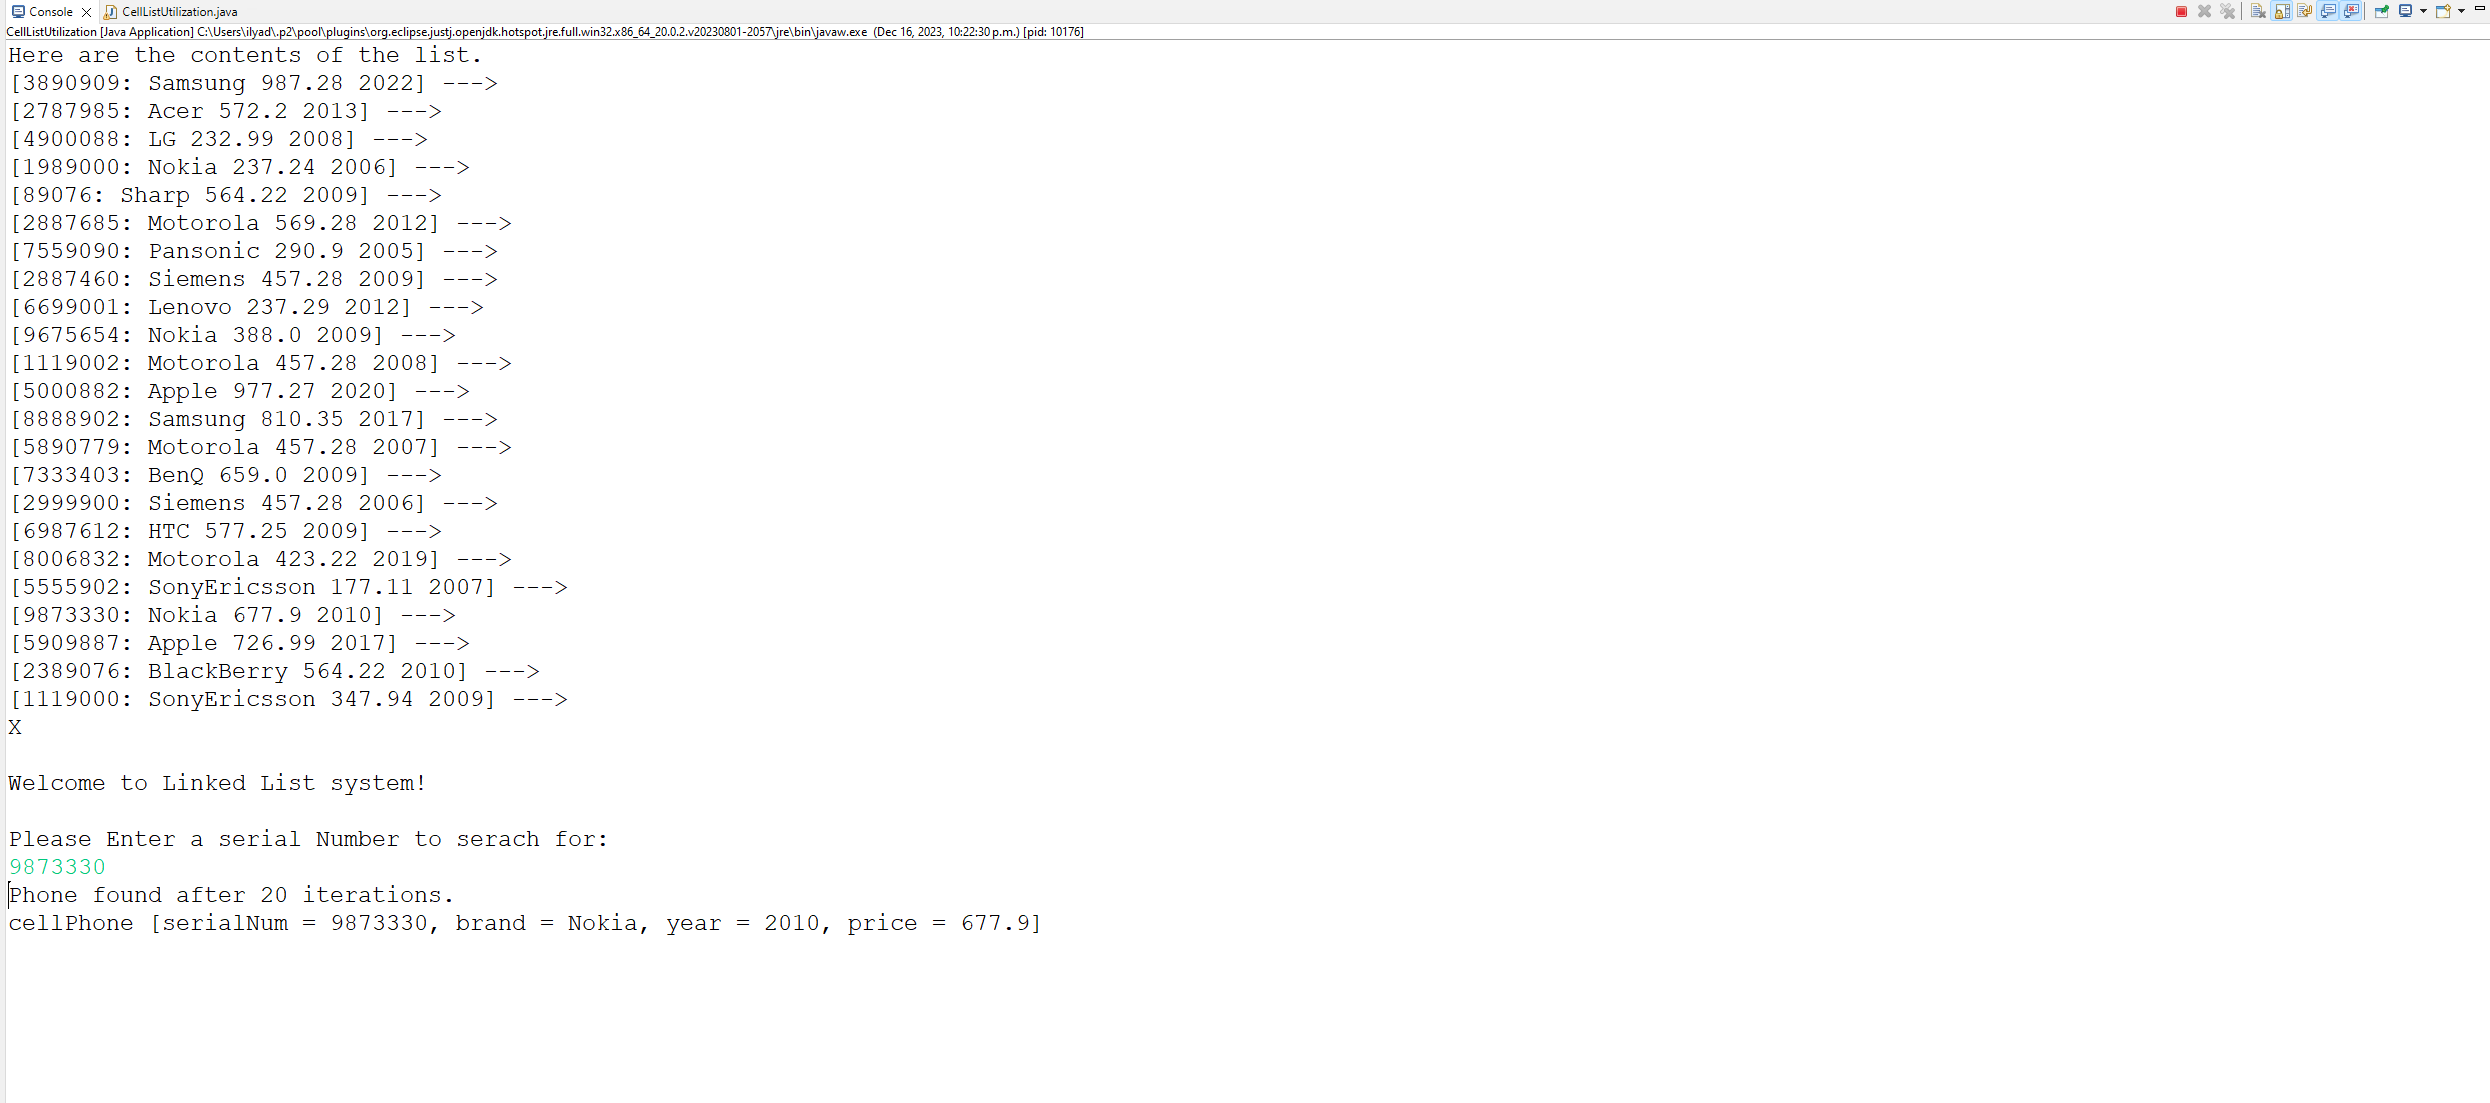 Console CellListUtilization.java
CellListUtilization [Java Application] C:\Users\ilyad\.p2\pool\plugins\org.eclipse.justj.openjdk.hotspot.jre.full.win32.x86_64_20.0.2.v20230801-2057\jre\bin\javaw.exe (Dec 16, 2023, 10:22:30 p.m.) [pid: 10176]
Here are the contents of the list.
[3890909: Samsung 987.28 2022] --->
[2787985: Acer 572.2 2013] --->
[4900088: LG 232.99 2008] --->
[1989000: Nokia 237.24 2006] --->
[89076: Sharp 564.22 2009] --->
[2887685: Motorola 569.28 2012] --->
[7559090: Pansonic 290.9 2005] --->
[2887460: Siemens 457.28 2009] --->
[6699001: Lenovo 237.29 2012] --->
[9675654: Nokia 388.0 2009] --->
[1119002: Motorola 457.28 2008] --->
[5000882: Apple 977.27 2020] --->
[8888902: Samsung 810.35 2017] --->
[5890779: Motorola 457.28 2007] --->
[7333403: BenQ 659.0 2009] --->
[2999900: Siemens 457.28 2006] --->
[6987612: HTC 577.25 2009] --->
[8006832: Motorola 423.22 2019] --->
[5555902: SonyEricsson 177.11 2007] --->
[9873330: Nokia 677.9 2010] --->
[5909887: Apple 726.99 2017] --->
[2389076: BlackBerry 564.22 2010] --->
[1119000: SonyEricsson 347.94 2009] --->
X
Welcome to Linked List system!
Please Enter a serial Number to serach for:
9873330
Phone found after 20 iterations.
cellPhone [serialNum = 9873330, brand = Nokia, year = 2010, price = 677.9]